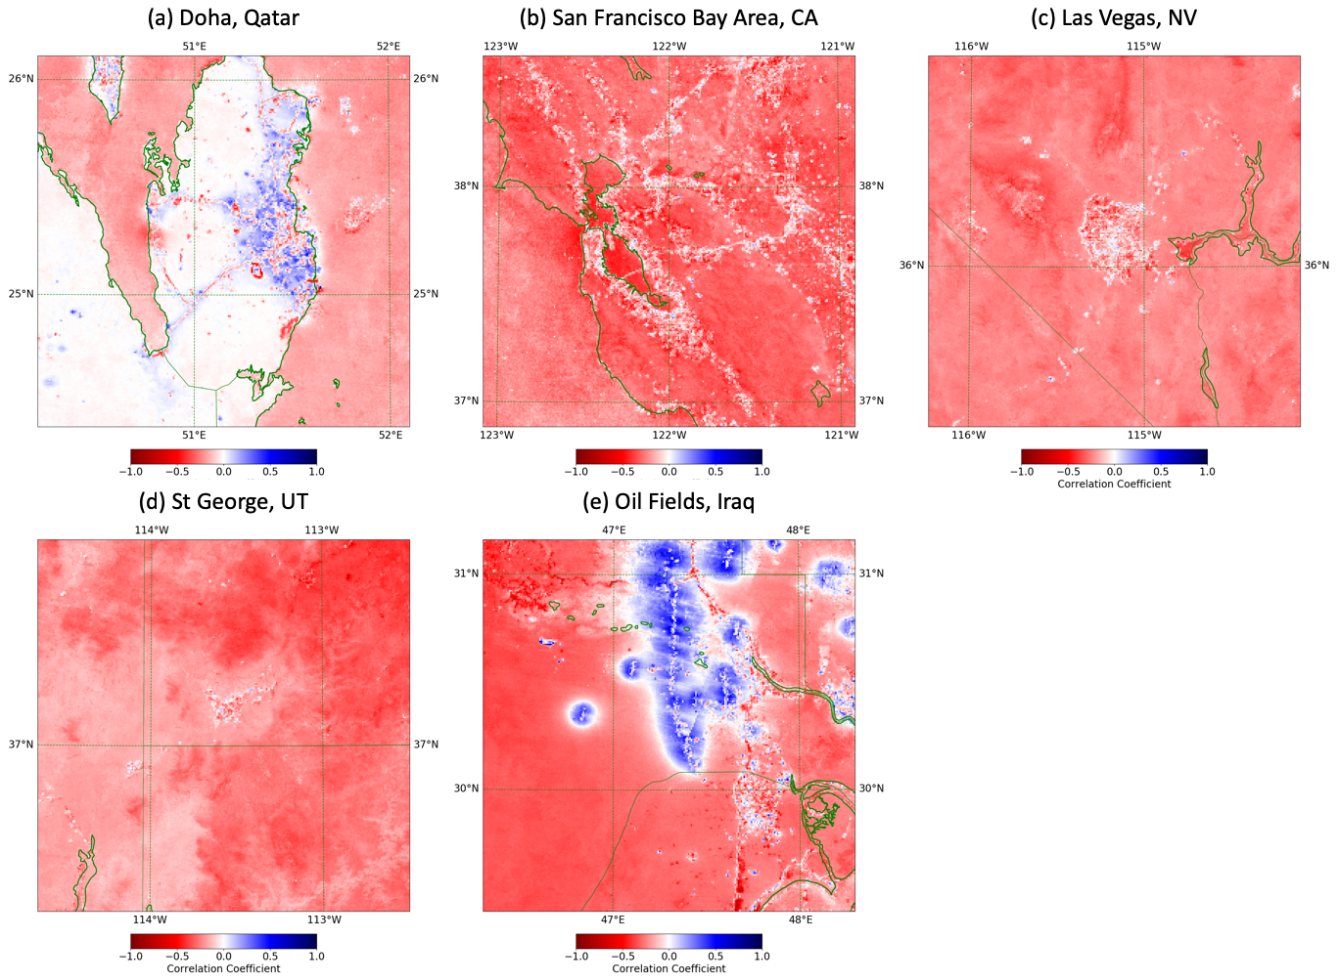 (a) Doha, Qatar
51°E 52°E
26°N 26°N
25°N 25°N
51°E 52°E
−1.0 −0.5 0.0 0.5 1.0
(b) San Francisco Bay Area, CA
123°W 122°W 121°W
38°N 38°N
37°N 37°N
123°W 122°W 121°W
−1.0 −0.5 0.0 0.5 1.0
(c) Las Vegas, NV
116°W 115°W
36°N 36°N
116°W 115°W
−1.0 −0.5 0.0 0.5 1.0
Correlation Coefficient
(d) St George, UT
114°W 113°W
37°N 37°N
114°W 113°W
−1.0 −0.5 0.0 0.5 1.0
Correlation Coefficient
(e) Oil Fields, Iraq
47°E 48°E
31°N 31°N
30°N 30°N
47°E 48°E
−1.0 −0.5 0.0 0.5 1.0
Correlation Coefficient